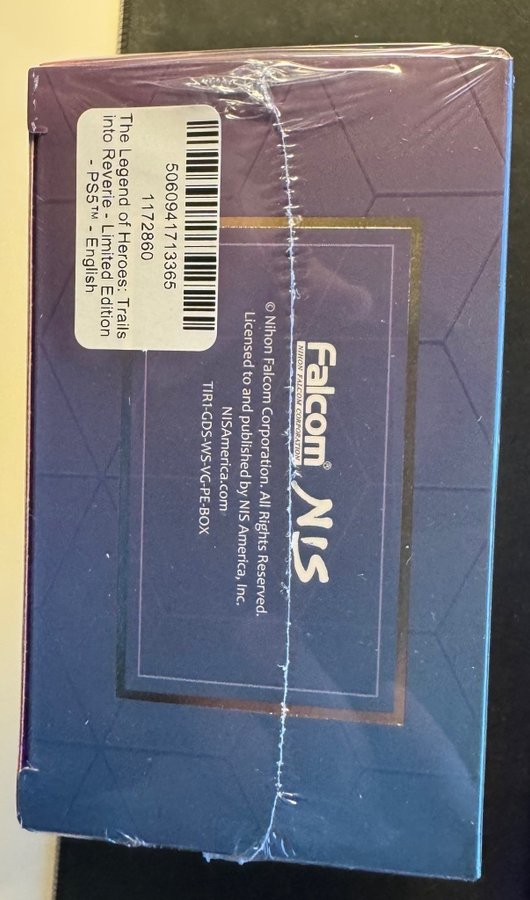 5060941713365
1172860
The Legend of Heroes: Trails
into Reverie - Limited Edition
- PS5™ - English
Falcom®
NIHON FALCOM CORPORATION
NIS
© Nihon Falcom Corporation. All Rights Reserved.
Licensed to and published by NIS America, Inc.
NISAmerica.com
TIR1-GDS-WS-VG-PE-BOX